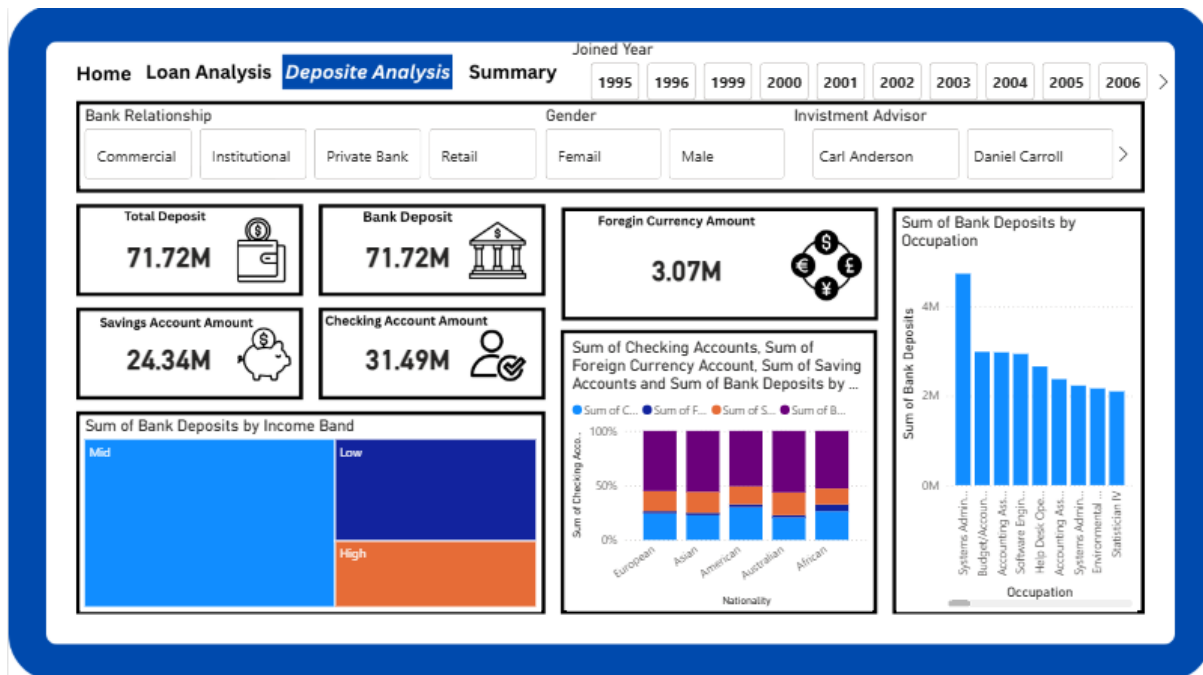 Joined Year
Home Loan Analysis Deposite Analysis Summary
1995 1996 1999 2000 2001 2002 2003 2004 2005 2006
Bank Relationship Gender Invistment Advisor
Commercial Institutional Private Bank Retail Femail Male Carl Anderson Daniel Carroll
Total Deposit
71.72M
Bank Deposit
71.72M
Foregin Currency Amount
3.07M
Savings Account Amount
24.34M
Checking Account Amount
31.49M
Sum of Bank Deposits by Income Band
Mid
Low
High
Sum of Checking Accounts, Sum of
Foreign Currency Account, Sum of Saving
Accounts and Sum of Bank Deposits by ...
Sum of C... Sum of F... Sum of S... Sum of B...
Sum of Checking Acco...
100%
50%
0%
European
Asian
American
Australian
African
Nationality
Sum of Bank Deposits by
Occupation
Sum of Bank Deposits
4M
2M
0M
Systems Admin...
Budget/Accoun...
Accounting Ass...
Software Engin...
Help Desk Ope...
Accounting Ass...
Systems Admin...
Environmental ...
Statistician IV
Occupation